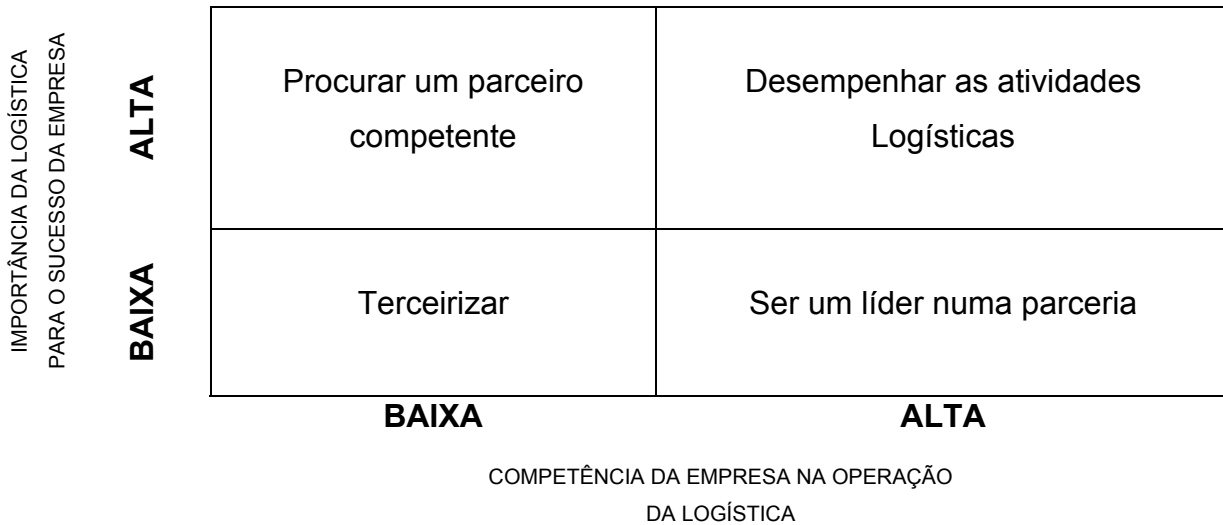 IMPORTÂNCIA DA LOGÍSTICA
PARA O SUCESSO DA EMPRESA
ALTA
Procurar um parceiro
competente
Desempenhar as atividades
Logísticas
BAIXA
Terceirizar
Ser um líder numa parceria
BAIXA
ALTA
COMPETÊNCIA DA EMPRESA NA OPERAÇÃO
DA LOGÍSTICA